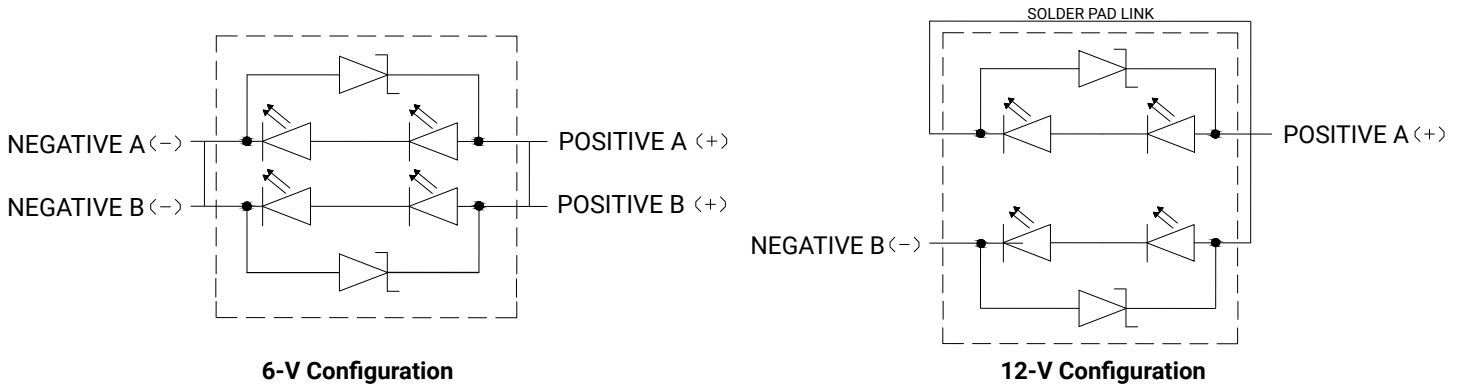 SOLDER PAD LINK
NEGATIVE A (−)
POSITIVE A (+)
NEGATIVE B (−)
POSITIVE B (+)
POSITIVE A (+)
NEGATIVE B (−)
6-V Configuration
12-V Configuration